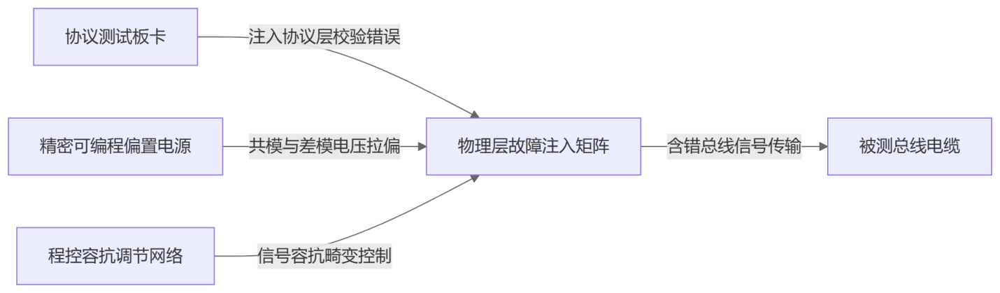 协议测试板卡
注入协议层校验错误
精密可编程偏置电源
共模与差模电压拉偏
物理层故障注入矩阵
含错总线信号传输
被测总线电缆
程控容抗调节网络
信号容抗畸变控制